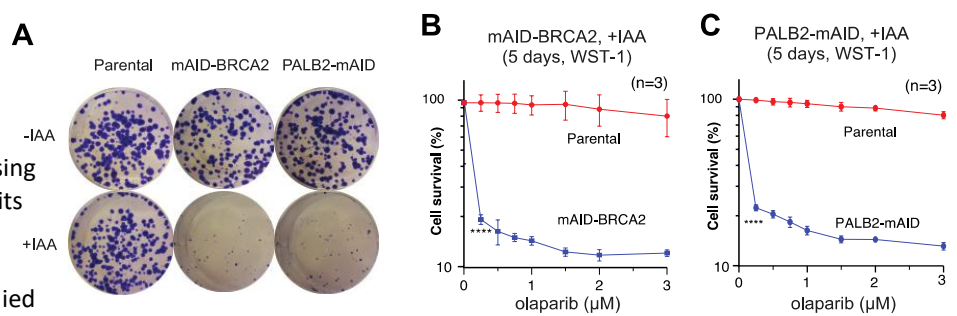 A
Parental mAID-BRCA2 PALB2-mAID
-IAA
sing
its
+IAA
ied
B
mAID-BRCA2, +IAA
(5 days, WST-1)
(n=3)
100
Parental
Cell survival (%)
mAID-BRCA2
****
10
0 1 2 3
olaparib (µM)
C
PALB2-mAID, +IAA
(5 days, WST-1)
(n=3)
100
Parental
Cell survival (%)
PALB2-mAID
****
10
0 1 2 3
olaparib (µM)